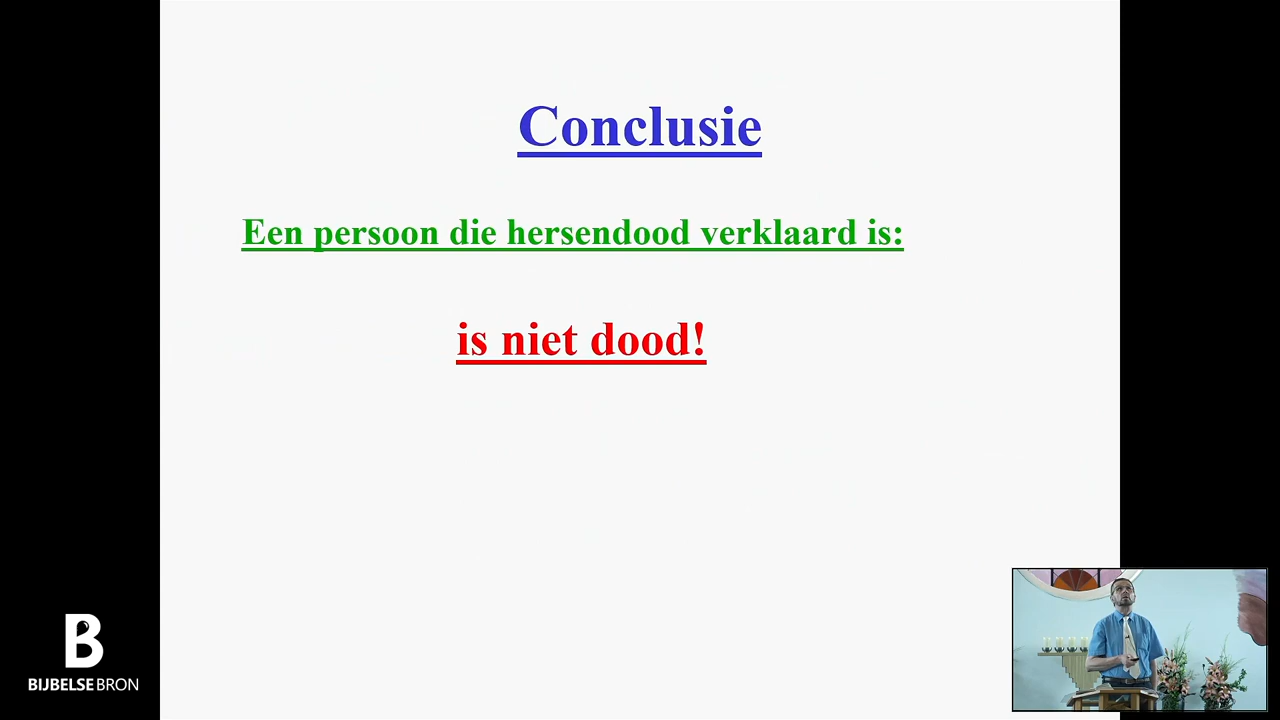 Conclusie
Een persoon die hersendood verklaard is:
is niet dood!
B
BIJBELSE BRON